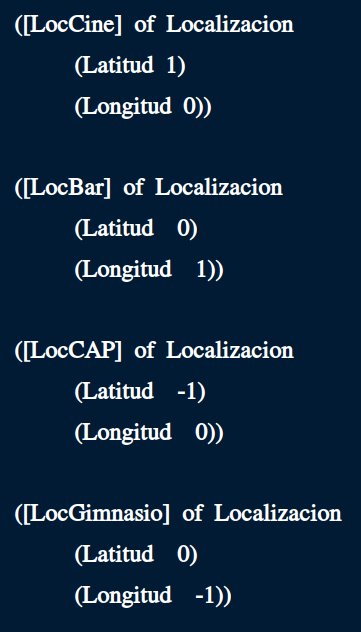 ([LocCine] of Localizacion
(Latitud 1)
(Longitud 0))
([LocBar] of Localizacion
(Latitud 0)
(Longitud 1))
([LocCAP] of Localizacion
(Latitud -1)
(Longitud 0))
([LocGimnasio] of Localizacion
(Latitud 0)
(Longitud -1))